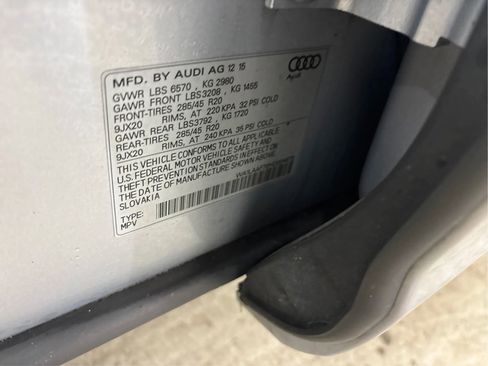 MFD. BY AUDI AG 12 15
GVWR LBS 6570 , KG 2980
GAWR FRONT LBS3208 , KG 1455
FRONT-TIRES 285/45 R20
9JX20 RIMS, AT 220 KPA 32 PSI COLD
GAWR REAR LBS3792 , KG 1720
REAR-TIRES 285/45 R20
9JX20 RIMS, AT 240 KPA 35 PSI COLD
THIS VEHICLE CONFORMS TO ALL APPLICABLE
U.S. FEDERAL MOTOR VEHICLE SAFETY AND
THEFT PREVENTION STANDARDS IN EFFECT ON
THE DATE OF MANUFACTURE SHOWN ABOVE.
SLOVAKIA
TYPE:
MPV
Audi